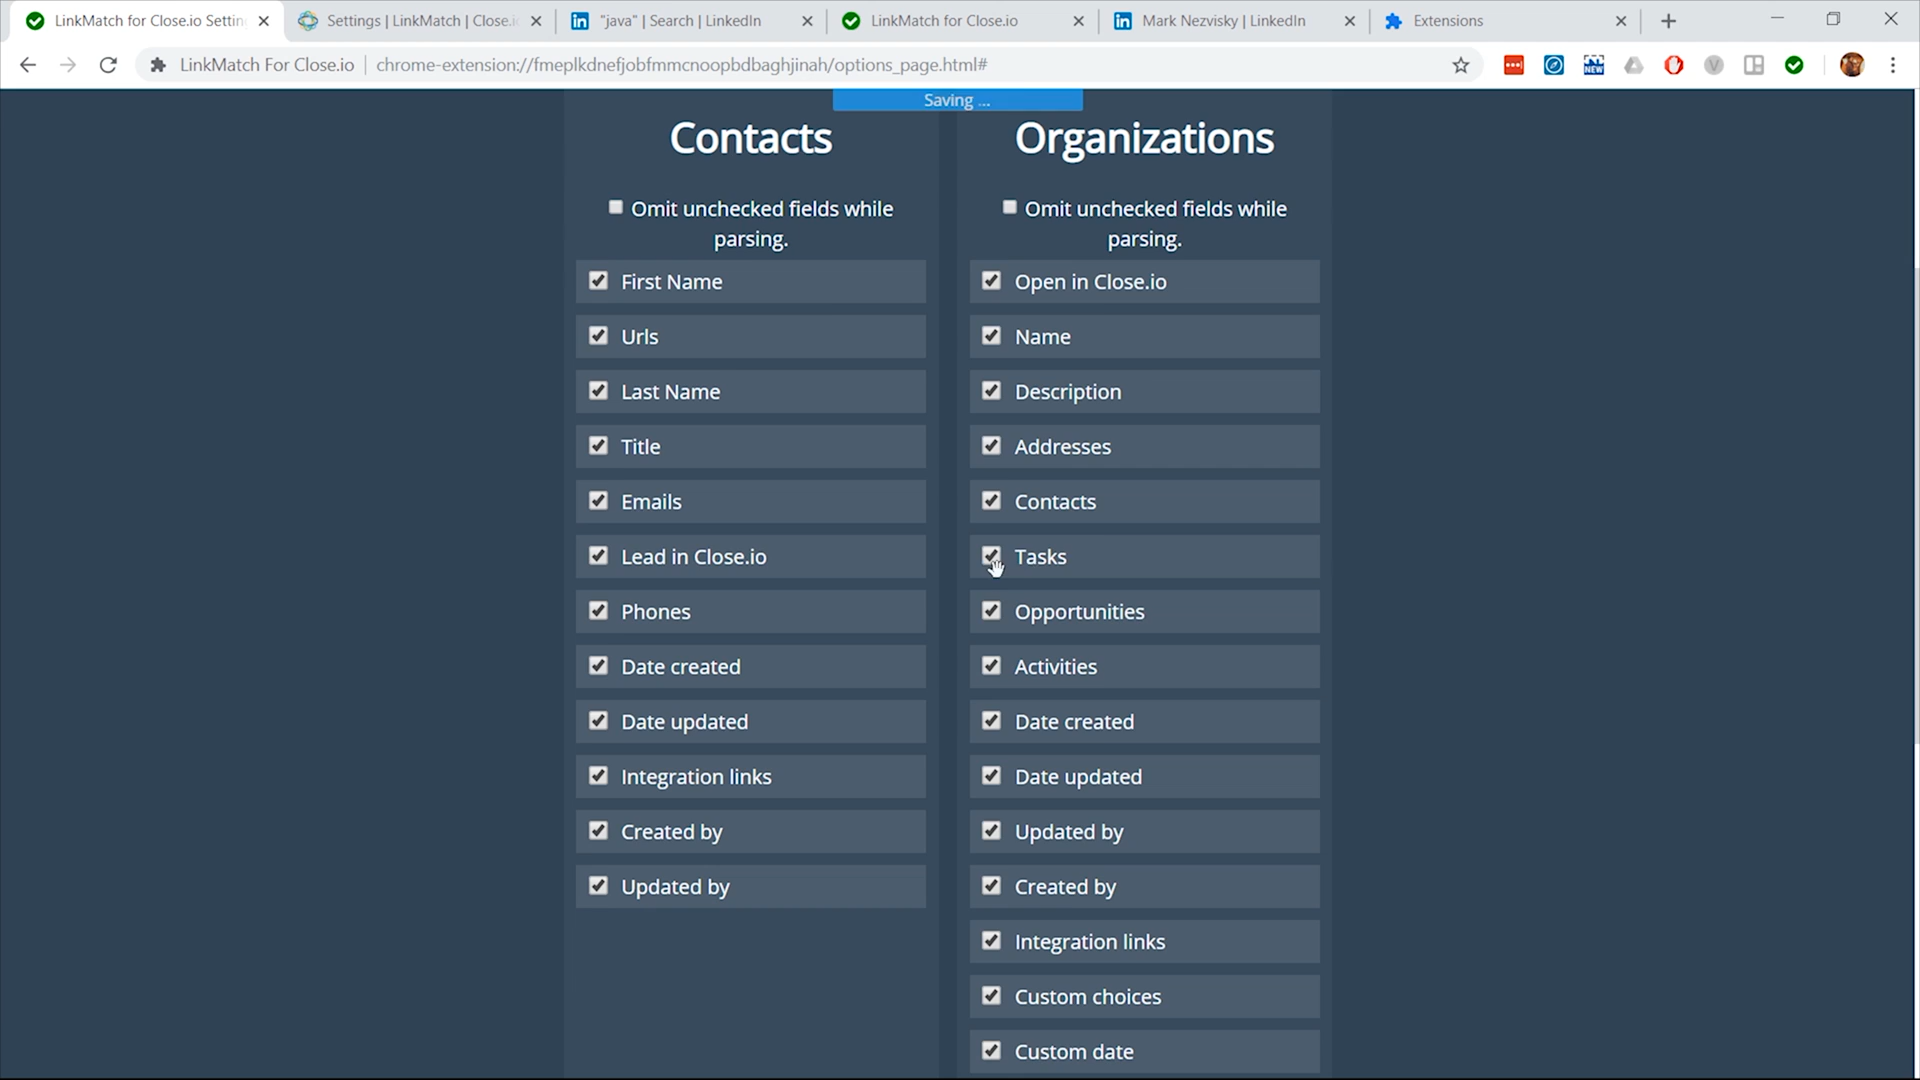 LinkMatch for Close.io Settin
Settings | LinkMatch | Close.i
"java" | Search | LinkedIn
LinkMatch for Close.io
Mark Nezvisky | LinkedIn
Extensions
LinkMatch For Close.io
chrome-extension://fmeplkdnefjobfmmcnoopbdbaghjinah/options_page.html#
NEW
V
Saving ...
Contacts
Omit unchecked fields while
parsing.
First Name
Urls
Last Name
Title
Emails
Lead in Close.io
Phones
Date created
Date updated
Integration links
Created by
Updated by
Organizations
Omit unchecked fields while
parsing.
Open in Close.io
Name
Description
Addresses
Contacts
Tasks
Opportunities
Activities
Date created
Date updated
Updated by
Created by
Integration links
Custom choices
Custom date